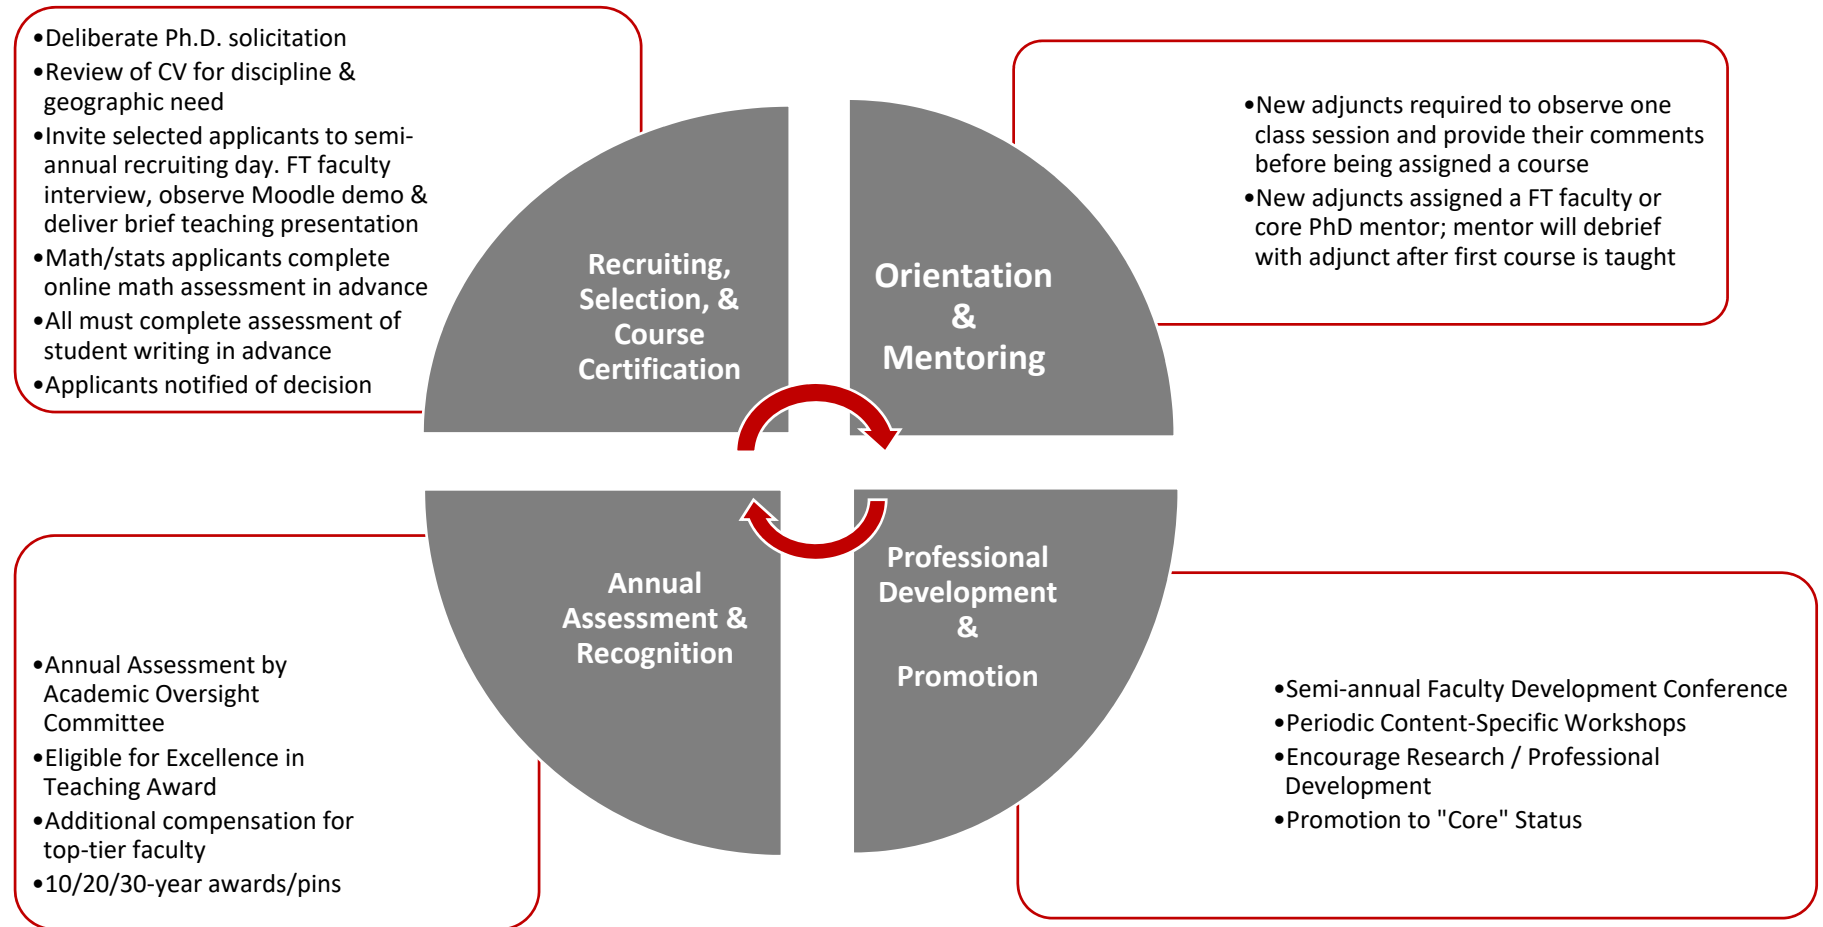 •Deliberate Ph.D. solicitation
•Review of CV for discipline &
geographic need
•Invite selected applicants to semi-
annual recruiting day. FT faculty
interview, observe Moodle demo &
deliver brief teaching presentation
•Math/stats applicants complete
online math assessment in advance
•All must complete assessment of
student writing in advance
•Applicants notified of decision
Recruiting,
Selection, &
Course
Certification
Orientation
&
Mentoring
•New adjuncts required to observe one
class session and provide their comments
before being assigned a course
•New adjuncts assigned a FT faculty or
core PhD mentor; mentor will debrief
with adjunct after first course is taught
•Annual Assessment by
Academic Oversight
Committee
•Eligible for Excellence in
Teaching Award
•Additional compensation for
top-tier faculty
•10/20/30-year awards/pins
Annual
Assessment &
Recognition
Professional
Development
&
Promotion
•Semi-annual Faculty Development Conference
•Periodic Content-Specific Workshops
•Encourage Research / Professional
Development
•Promotion to "Core" Status